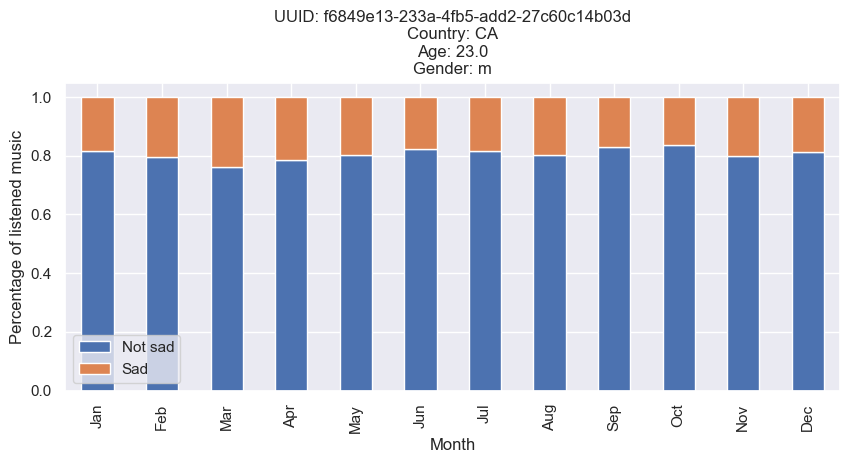 UUID: f6849e13-233a-4fb5-add2-27c60c14b03d
Country: CA
Age: 23.0
Gender: m
Percentage of listened music
1.0
0.8
0.6
0.4
0.2
0.0
Not sad
Sad
Jan
Feb
Mar
Apr
May
Jun
Jul
Aug
Sep
Oct
Nov
Dec
Month